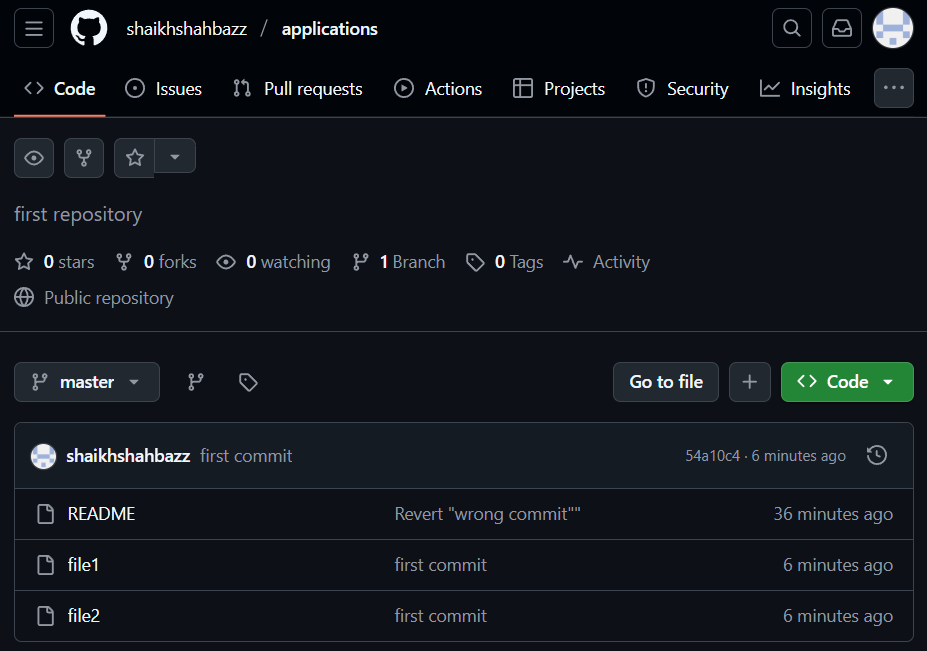 shaikhshahbazz / applications
Code Issues Pull requests Actions Projects Security Insights
first repository
0 stars 0 forks 0 watching 1 Branch 0 Tags Activity
Public repository
master Go to file Code
shaikhshahbazz first commit 54a10c4 · 6 minutes ago
README Revert "wrong commit"" 36 minutes ago
file1 first commit 6 minutes ago
file2 first commit 6 minutes ago